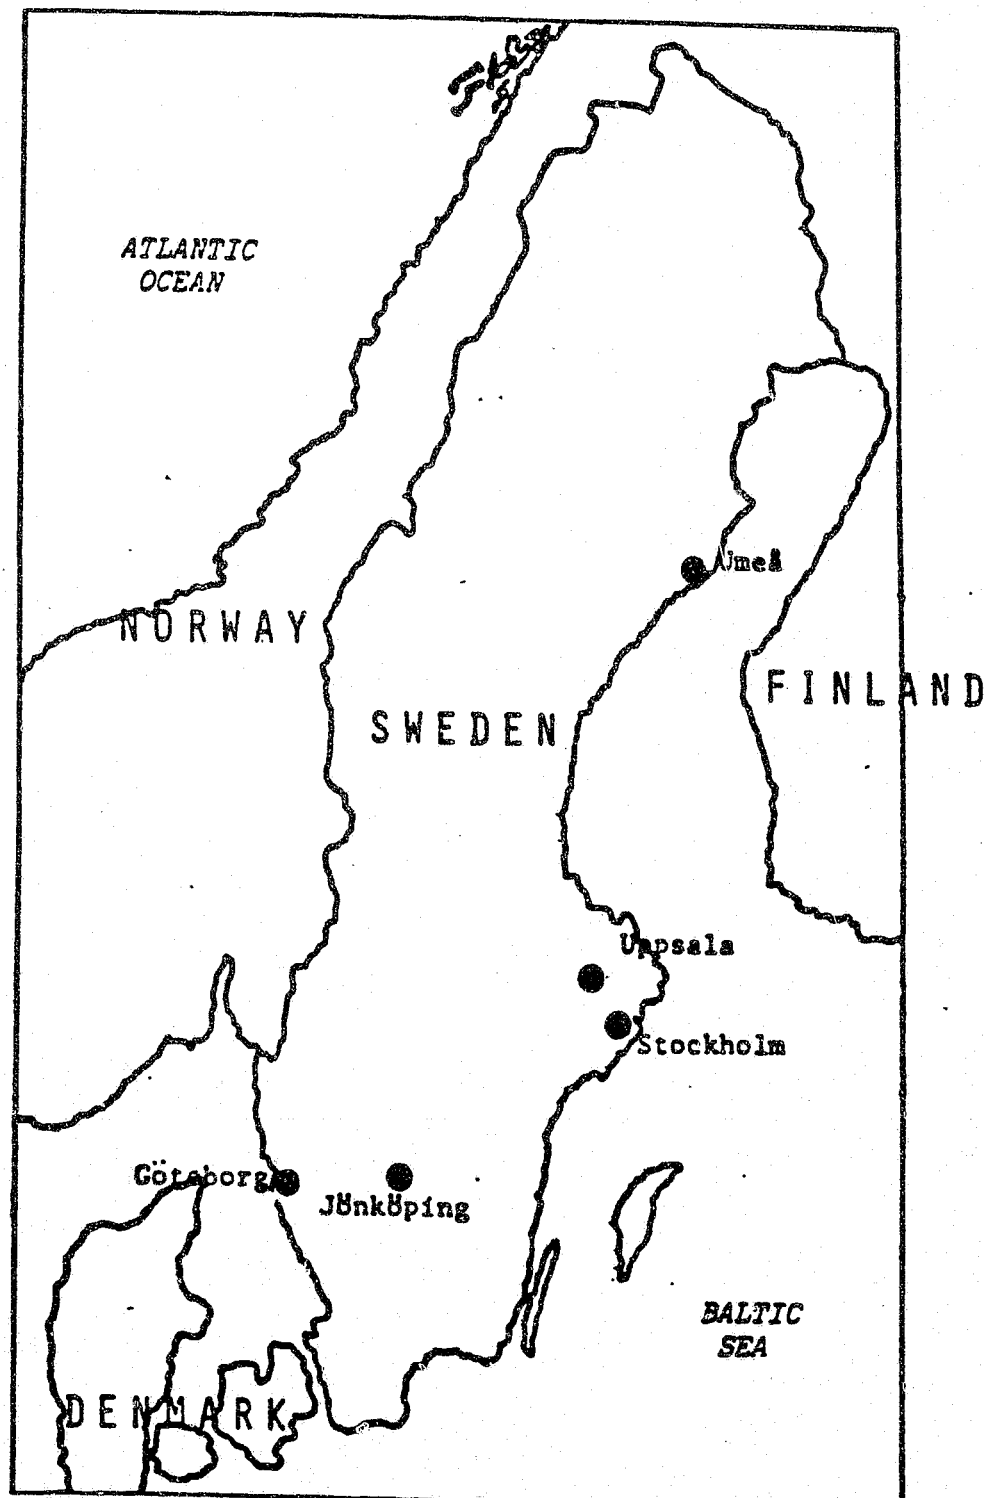 ATLANTIC
OCEAN
Umeå
NORWAY
FINLAND
SWEDEN
Uppsala
Stockholm
Göteborg
Jönköping
BALTIC
SEA
DENMARK